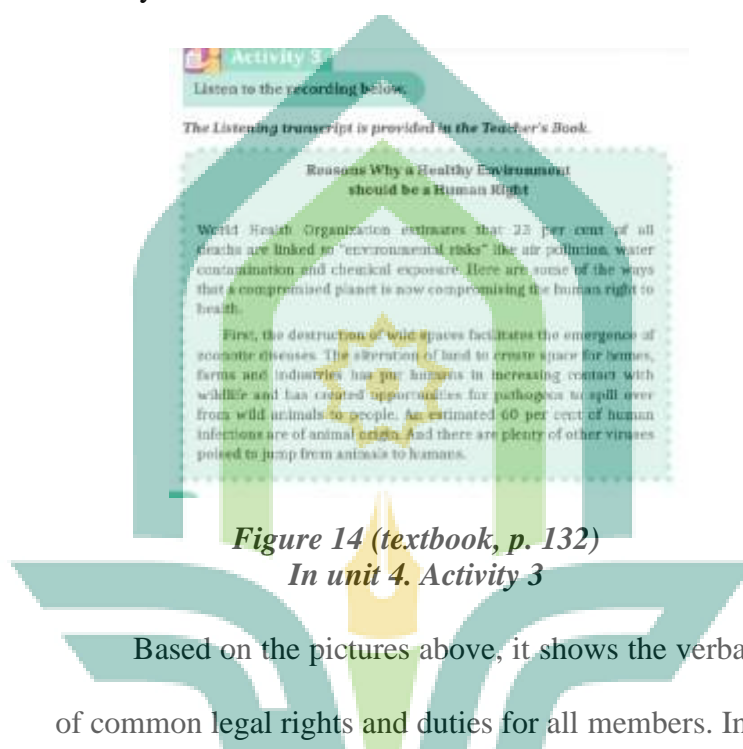 Activity 3
Listen to the recording below.
The Listening transcript is provided in the Teacher's Book.
Reasons Why a Healthy Environment
should be a Human Right
World Health Organization estimates that 23 per cent of all
deaths are linked to "environmental risks" like air pollution, water
contamination and chemical exposure. Here are some of the ways
that a compromised planet is now compromising the human right to
health.
First, the destruction of wild spaces facilitates the emergence of
zoonotic diseases. The alteration of land to create space for homes,
farms and industries has put humans in increasing contact with
wildlife and has created opportunities for pathogens to spill over
from wild animals to people. An estimated 60 per cent of human
infections are of animal origin. And there are plenty of other viruses
poised to jump from animals to humans.
Figure 14 (textbook, p. 132)
In unit 4. Activity 3
Based on the pictures above, it shows the verba
of common legal rights and duties for all members. In